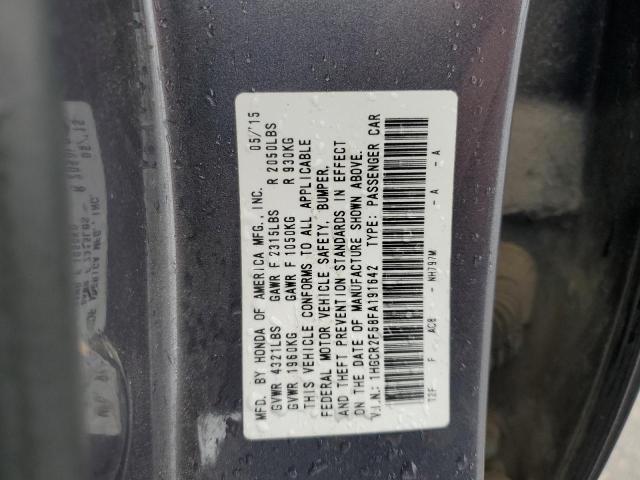 MFD. BY HONDA OF AMERICA MFG., INC. 05/'15
GVWR 4321LBS GAWR F 2315LBS R 2050LBS
GVWR 1960KG GAWR F 1050KG R 930KG
THIS VEHICLE CONFORMS TO ALL APPLICABLE
FEDERAL MOTOR VEHICLE SAFETY, BUMPER,
AND THEFT PREVENTION STANDARDS IN EFFECT
ON THE DATE OF MANUFACTURE SHOWN ABOVE.
V.I.N.: 1HGCR2F58FA191642 TYPE: PASSENGER CAR
T2F - F AC8 - NH797M - A - A